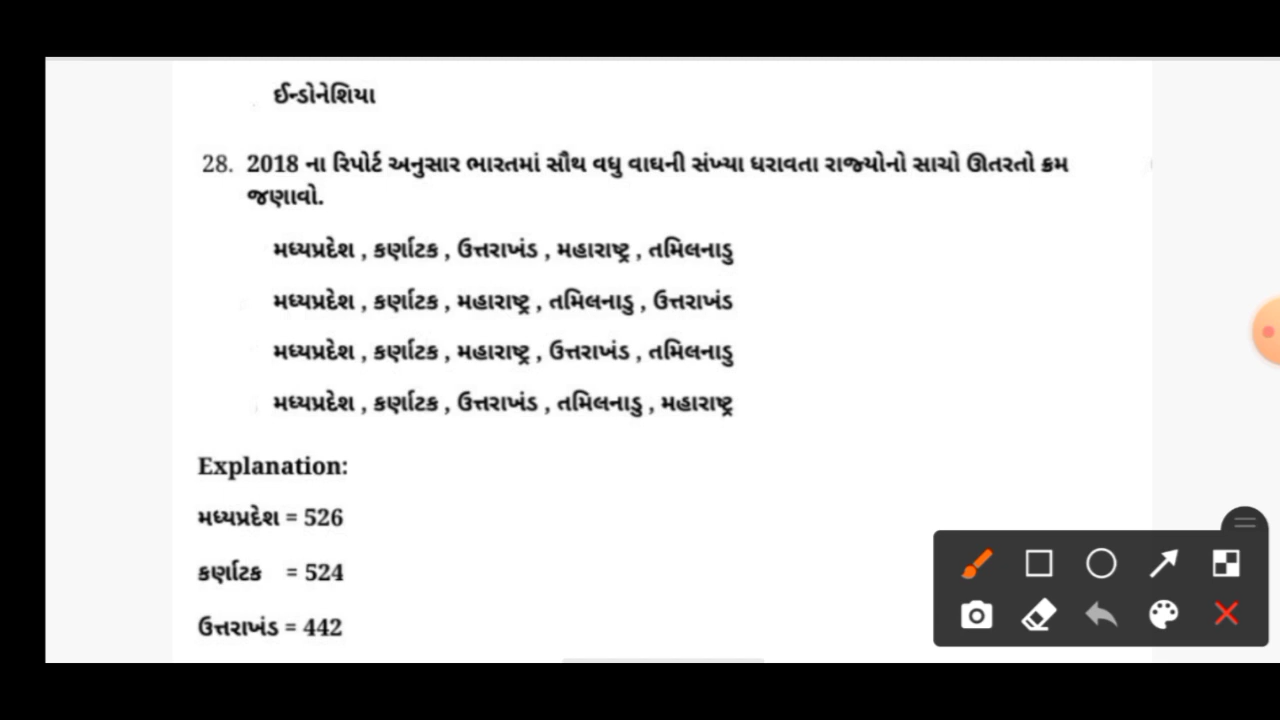 ઈન્ડોનેશિયા
28. 2018 ના રિપોર્ટ અનુસાર ભારતમાં સૌથ વધુ વાઘની સંખ્યા ધરાવતા રાજ્યોનો સાચો ઊતરતો ક્રમ
જણાવો.
મધ્યપ્રદેશ , કર્ણાટક , ઉત્તરાખંડ , મહારાષ્ટ્ર , તમિલનાડુ
મધ્યપ્રદેશ , કર્ણાટક , મહારાષ્ટ્ર , તમિલનાડુ , ઉત્તરાખંડ
મધ્યપ્રદેશ , કર્ણાટક , મહારાષ્ટ્ર , ઉત્તરાખંડ , તમિલનાડુ
મધ્યપ્રદેશ , કર્ણાટક , ઉત્તરાખંડ , તમિલનાડુ , મહારાષ્ટ્ર
Explanation:
મધ્યપ્રદેશ = 526
કર્ણાટક = 524
ઉત્તરાખંડ = 442